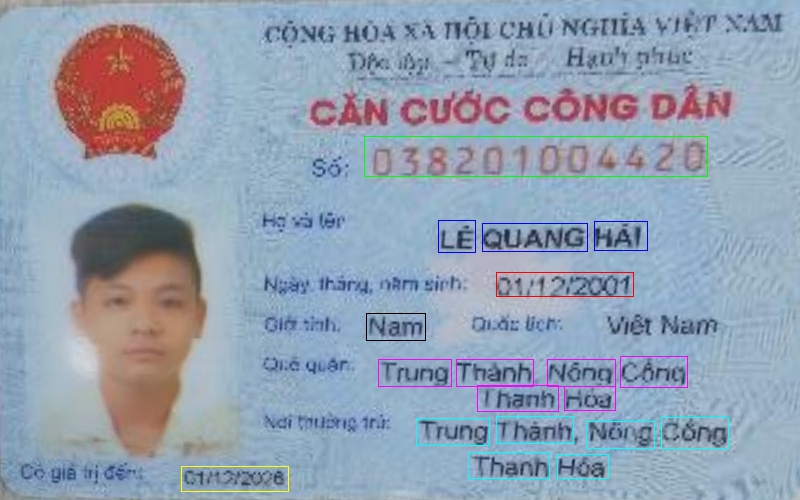 CỘNG HÒA XÃ HỘI CHỦ NGHĨA VIỆT NAM
Độc lập – Tự do Hạnh phúc
CĂN CƯỚC CÔNG DÂN
Số: 038201004420
Họ và tên
LÊ QUANG HẢI
Ngày, tháng, năm sinh: 01/12/2001
Giới tính: Nam Quốc tịch: Việt Nam
Quê quán: Trung Thành, Nông Cống
Thanh Hóa
Nơi thường trú: Trung Thành, Nông Cống
Thanh Hóa
Có giá trị đến: 01/12/2026